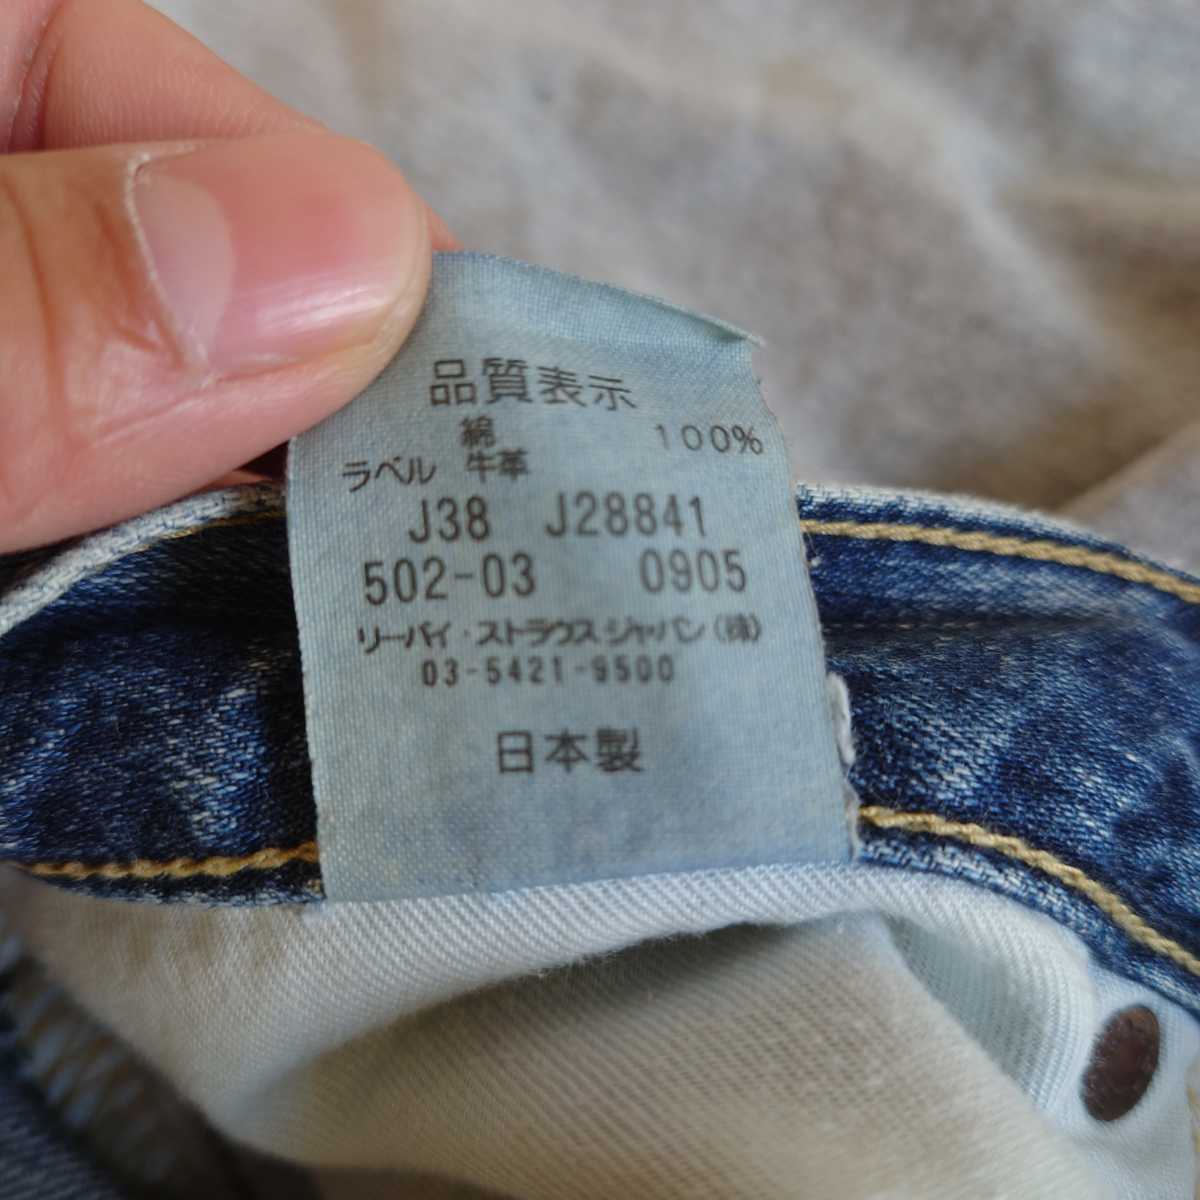 品質表示
綿 100%
ラベル 牛革
J38 J28841
502-03 0905
リーバイ・ストラウスジャパン(株)
03-5421-9500
日本製